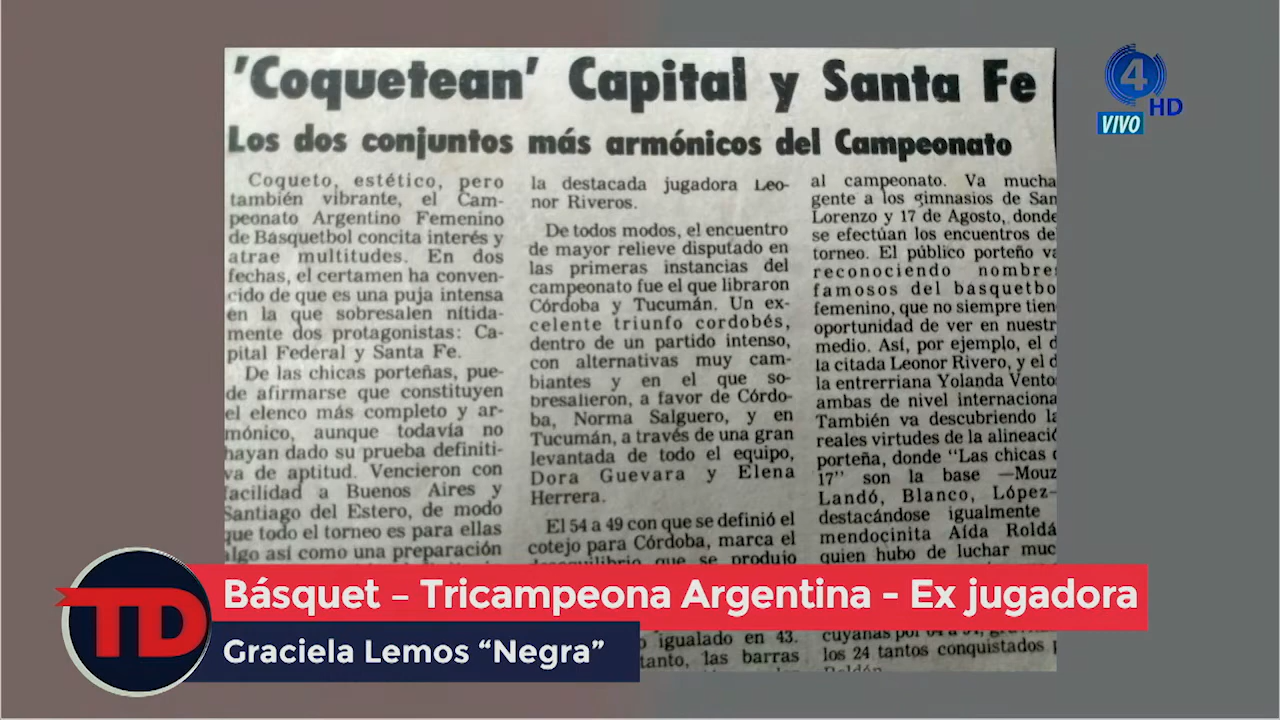 'Coquetean' Capital y Santa Fe
Los dos conjuntos más armónicos del Campeonato
Coqueto, estético, pero
también vibrante, el Cam-
peonato Argentino Femenino
de Básquetbol concita interés y
atrae multitudes. En dos
fechas, el certamen ha conven-
cido de que es una puja intensa
en la que sobresalen nítida-
mente dos protagonistas: Ca-
pital Federal y Santa Fe.
De las chicas porteñas, pue-
de afirmarse que constituyen
el elenco más completo y ar-
mónico, aunque todavía no
hayan dado su prueba definiti-
va de aptitud. Vencieron con
facilidad a Buenos Aires y
Santiago del Estero, de modo
que todo el torneo es para ellas
algo así como una preparación
la destacada jugadora Leo-
nor Riveros.
De todos modos, el encuentro
de mayor relieve disputado en
las primeras instancias del
campeonato fue el que libraron
Córdoba y Tucumán. Un ex-
celente triunfo cordobés,
dentro de un partido intenso,
con alternativas muy cam-
biantes y en el que so-
bresalieron, a favor de Córdo-
ba, Norma Salguero, y en
Tucumán, a través de una gran
levantada de todo el equipo,
Dora Guevara y Elena
Herrera.
El 54 a 49 con que se definió el
cotejo para Córdoba, marca el
que se produjo
igualado en 43.
tanto, las barras
al campeonato. Va mucha
gente a los gimnasios de San
Lorenzo y 17 de Agosto, donde
se efectúan los encuentros de
torneo. El público porteño va
reconociendo nombres
famosos del basquetbo
femenino, que no siempre tien
oportunidad de ver en nuestr
medio. Así, por ejemplo, el d
la citada Leonor Rivero, y el d
la entrerriana Yolanda Vento
ambas de nivel internaciona
También va descubriendo la
reales virtudes de la alineació
porteña, donde "Las chicas d
17" son la base —Mouz
Landó, Blanco, López—
destacándose igualmente
mendocinita Aída Roldá
quien hubo de luchar muc
cuyanas por
los 24 tantos conquistados p
4
HD
VIVO
TD
Básquet – Tricampeona Argentina - Ex jugadora
Graciela Lemos “Negra”